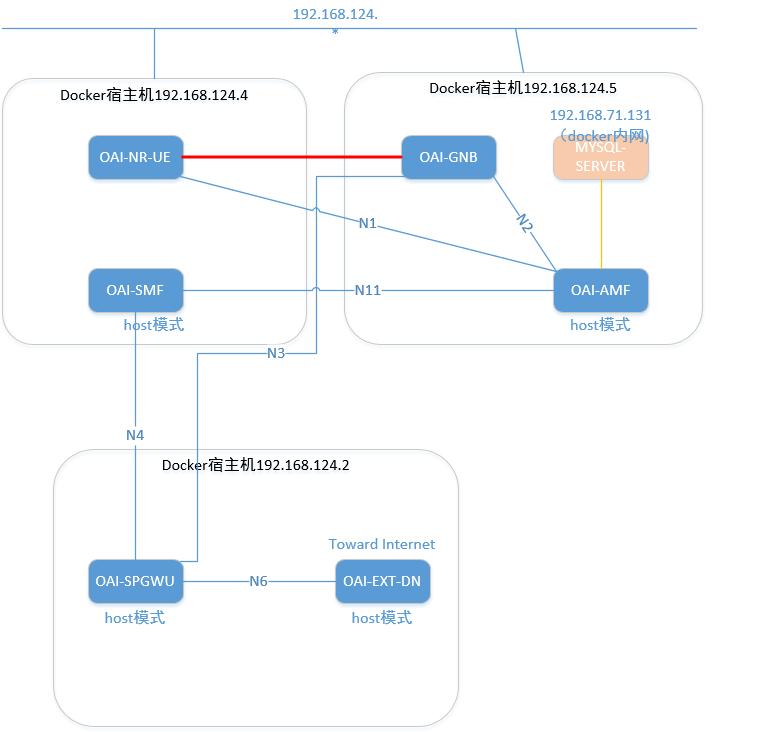 192.168.124.
*
Docker宿主机192.168.124.4
Docker宿主机192.168.124.5
192.168.71.131
（docker内网)
OAI-NR-UE
OAI-GNB
MYSQL-
SERVER
N1
N2
OAI-SMF
N11
OAI-AMF
host模式
host模式
N3
N4
Docker宿主机192.168.124.2
Toward Internet
OAI-SPGWU
N6
OAI-EXT-DN
host模式
host模式